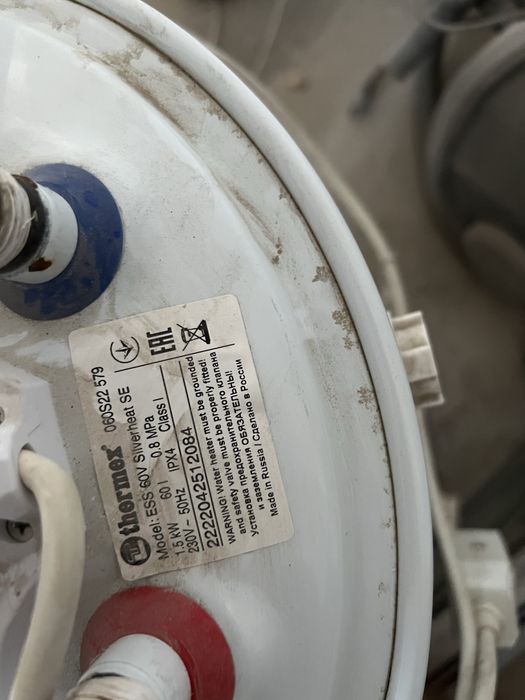 thermex 060S22 579
Model: ESS 60V Silverheat SE
1.5 kW 60 l 0.8 MPa
230V ~ 50Hz IPX4 Class I
2222042512084
EAC
WARNING! Water heater must be grounded
and safety valve must be properly fitted!
Установка предохранительного клапана
и заземления ОБЯЗАТЕЛЬНЫ!
Made in Russia / Сделано в России